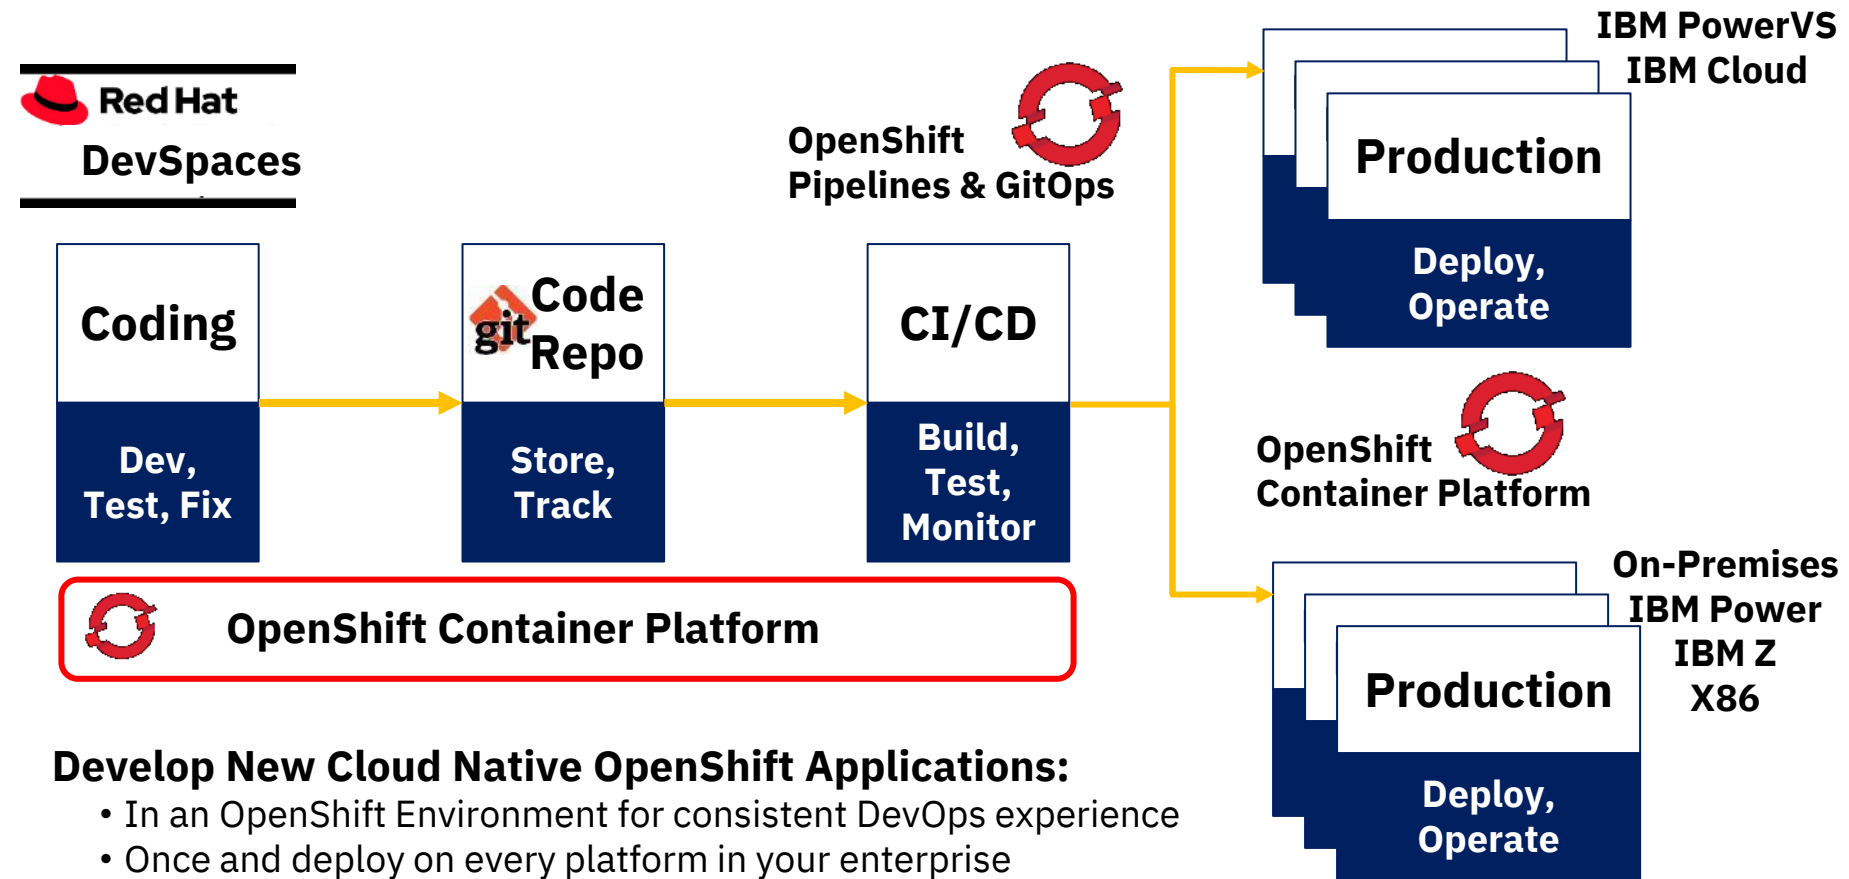 Red Hat
DevSpaces
Coding
Dev,
Test, Fix
git
Code
Repo
Store,
Track
OpenShift
Pipelines & GitOps
CI/CD
Build,
Test,
Monitor
OpenShift Container Platform
IBM PowerVS
IBM Cloud
Production
Deploy,
Operate
OpenShift
Container Platform
On-Premises
IBM Power
IBM Z
X86
Production
Deploy,
Operate
Develop New Cloud Native OpenShift Applications:
• In an OpenShift Environment for consistent DevOps experience
• Once and deploy on every platform in your enterprise